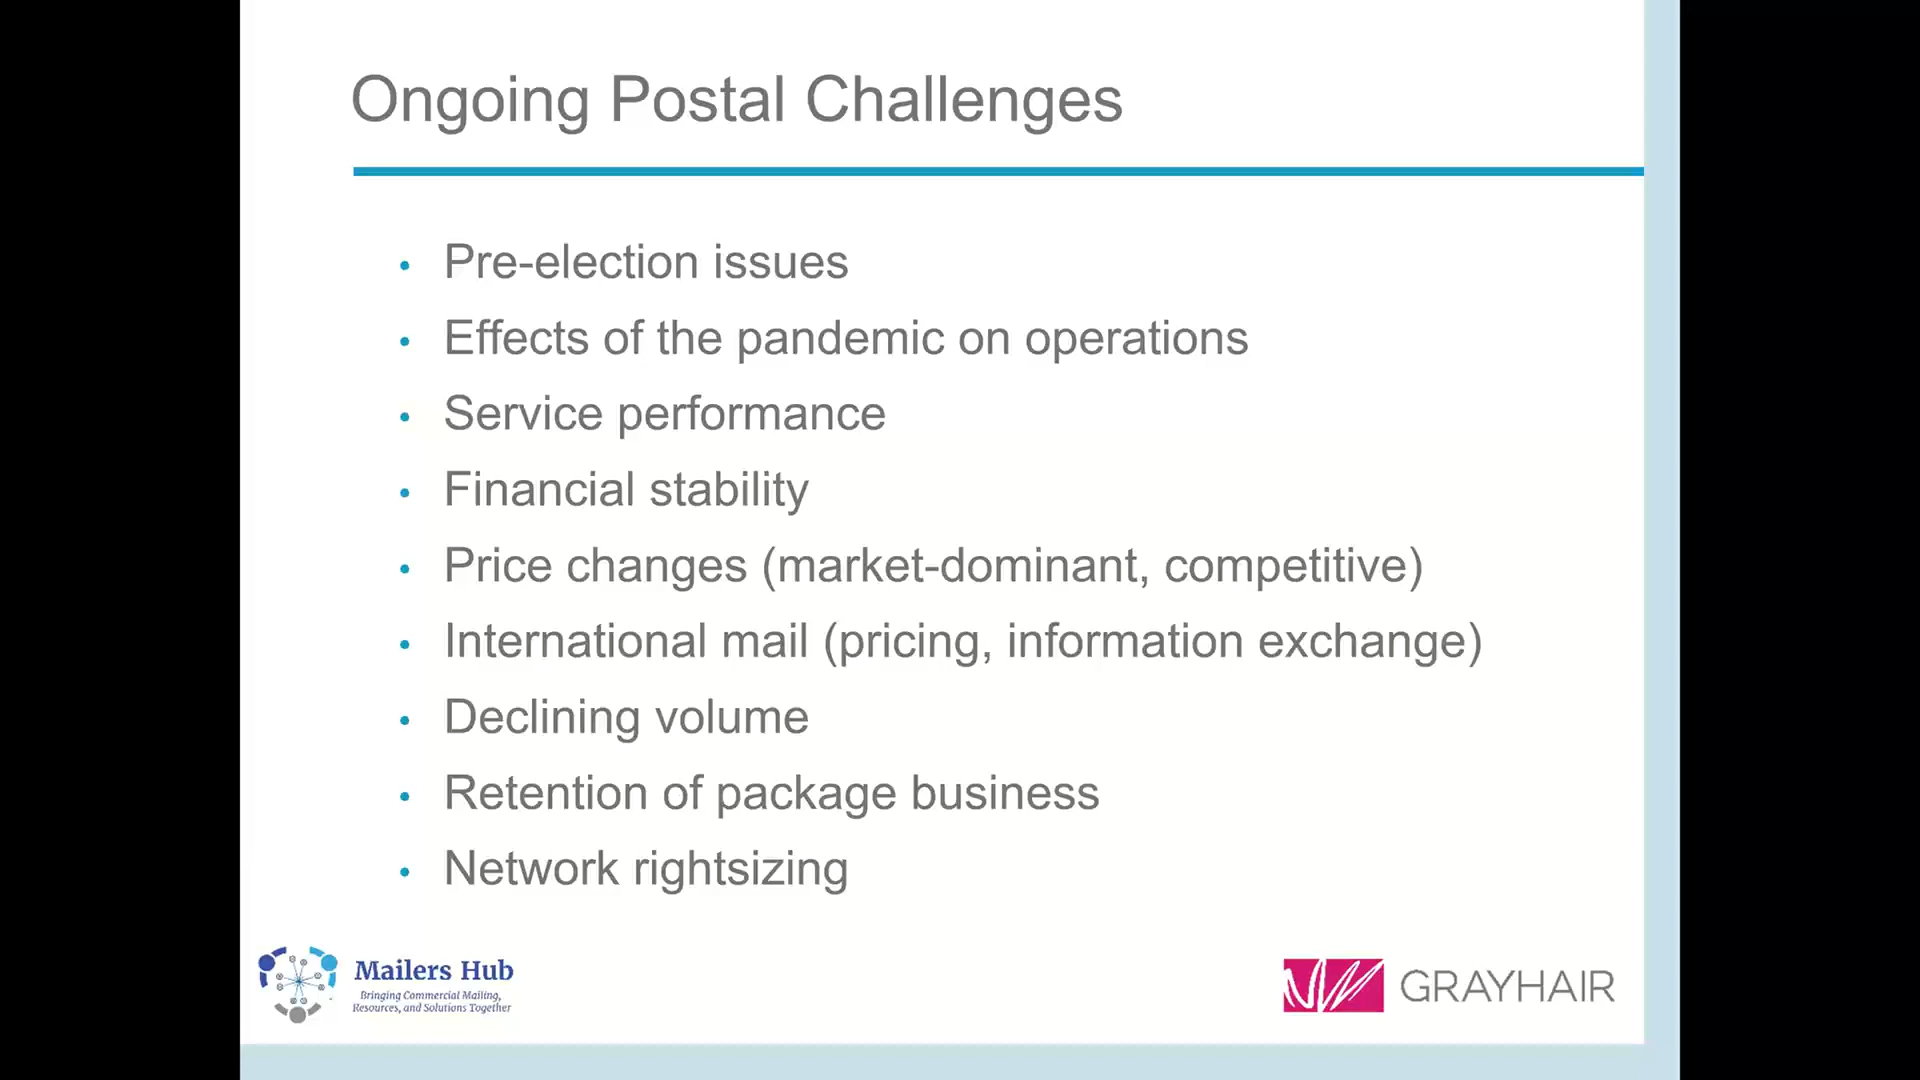 Ongoing Postal Challenges
• Pre-election issues
• Effects of the pandemic on operations
• Service performance
• Financial stability
• Price changes (market-dominant, competitive)
• International mail (pricing, information exchange)
• Declining volume
• Retention of package business
• Network rightsizing
Mailers Hub
Bringing Commercial Mailing,
Resources, and Solutions Together
GRAYHAIR